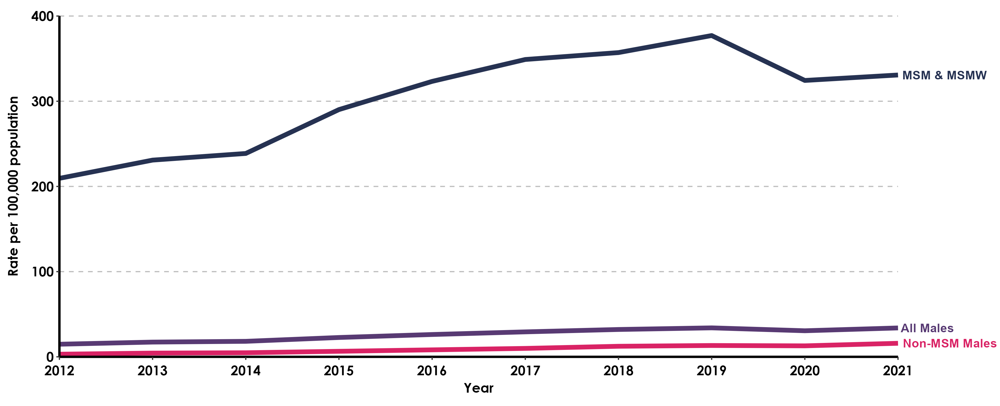 Rate per 100,000 population
400
300
200
100
0
MSM & MSMW
All Males
Non-MSM Males
2012 2013 2014 2015 2016 2017 2018 2019 2020 2021
Year